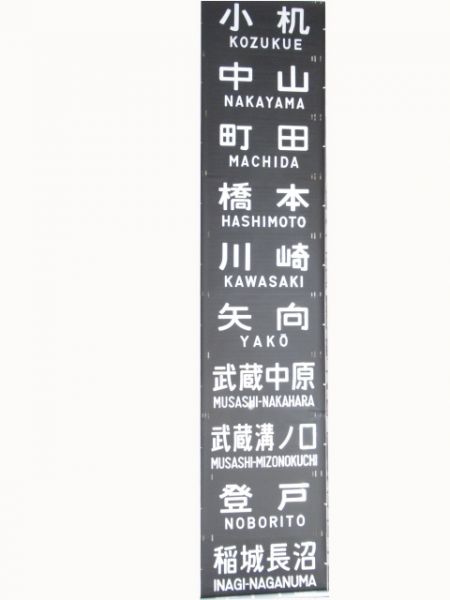 小机
KOZUKUE
中山
NAKAYAMA
町田
MACHIDA
橋本
HASHIMOTO
川崎
KAWASAKI
矢向
YAKŌ
武蔵中原
MUSASHI-NAKAHARA
武蔵溝ノ口
MUSASHI-MIZONOKUCHI
登戸
NOBORITO
稲城長沼
INAGI-NAGANUMA